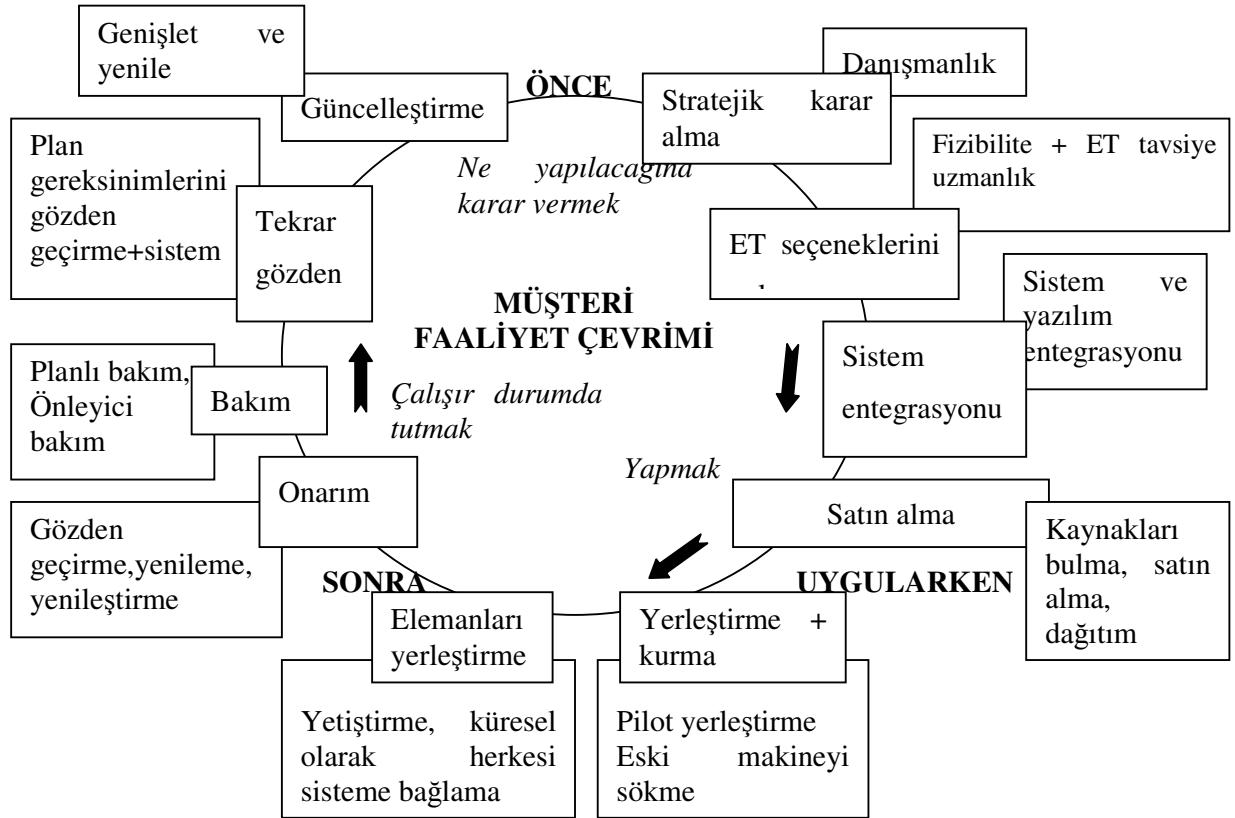 Genişlet ve
yenile
Güncelleştirme
ÖNCE
Stratejik karar
alma
Danışmanlık
Plan
gereksinimlerini
gözden
geçirme+sistem
Tekrar
gözden
Ne yapılacağına
karar vermek
Fizibilite + ET tavsiye
uzmanlık
ET seçeneklerini
MÜŞTERİ
FAALİYET ÇEVRİMİ
Sistem ve
yazılım
entegrasyonu
Sistem
entegrasyonu
Planlı bakım,
Önleyici
bakım
Bakım
Çalışır durumda
tutmak
Yapmak
Onarım
Satın alma
Gözden
geçirme,yenileme,
yenileştirme
SONRA
UYGULARKEN
Kaynakları
bulma, satın
alma,
dağıtım
Elemanları
yerleştirme
Yerleştirme +
kurma
Yetiştirme, küresel
olarak herkesi
sisteme bağlama
Pilot yerleştirme
Eski makineyi
sökme